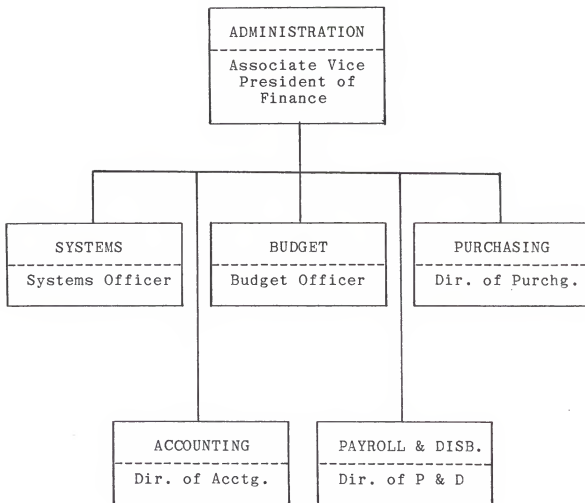 ADMINISTRATION
Associate Vice
President of
Finance
SYSTEMS
Systems Officer
BUDGET
Budget Officer
PURCHASING
Dir. of Purchg.
ACCOUNTING
Dir. of Acctg.
PAYROLL & DISB.
Dir. of P & D